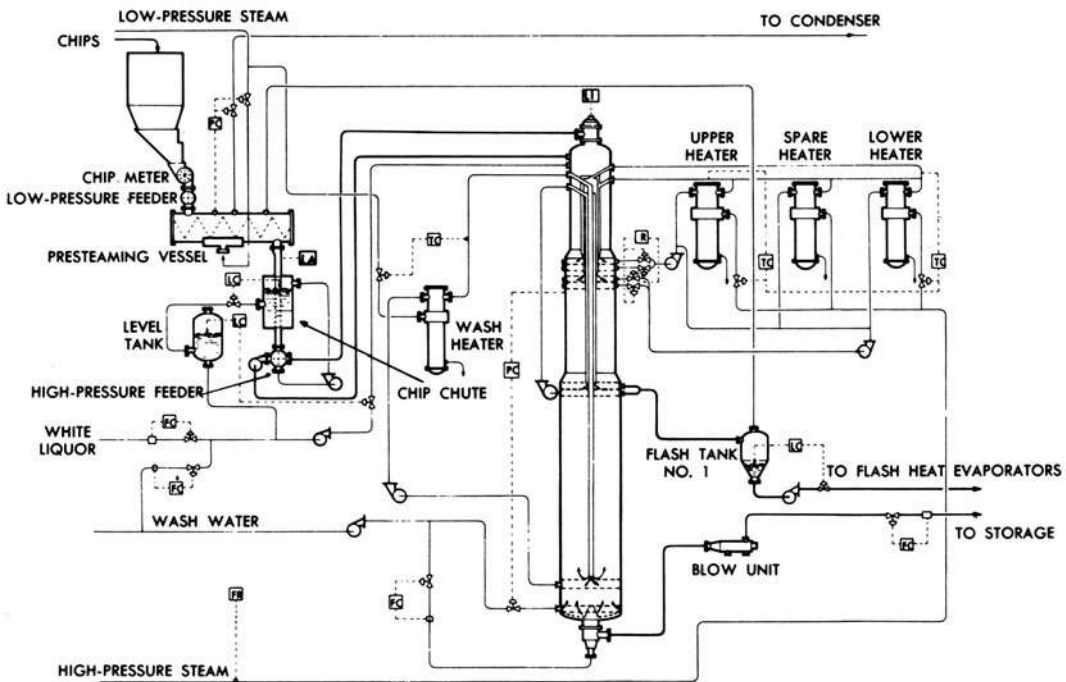 LOW-PRESSURE STEAM
TO CONDENSER
CHIPS
LI
PC
UPPER
HEATER
SPARE
HEATER
LOWER
HEATER
CHIP METER
LOW-PRESSURE FEEDER
PRESTEAMING VESSEL
LA
TC
R
TC
TC
LC
LEVEL
TANK
LC
WASH
HEATER
PC
HIGH-PRESSURE FEEDER
CHIP CHUTE
FC
WHITE
LIQUOR
FLASH TANK
NO. 1
LC
TO FLASH HEAT EVAPORATORS
FC
WASH WATER
TO STORAGE
FC
BLOW UNIT
FC
FR
HIGH-PRESSURE STEAM